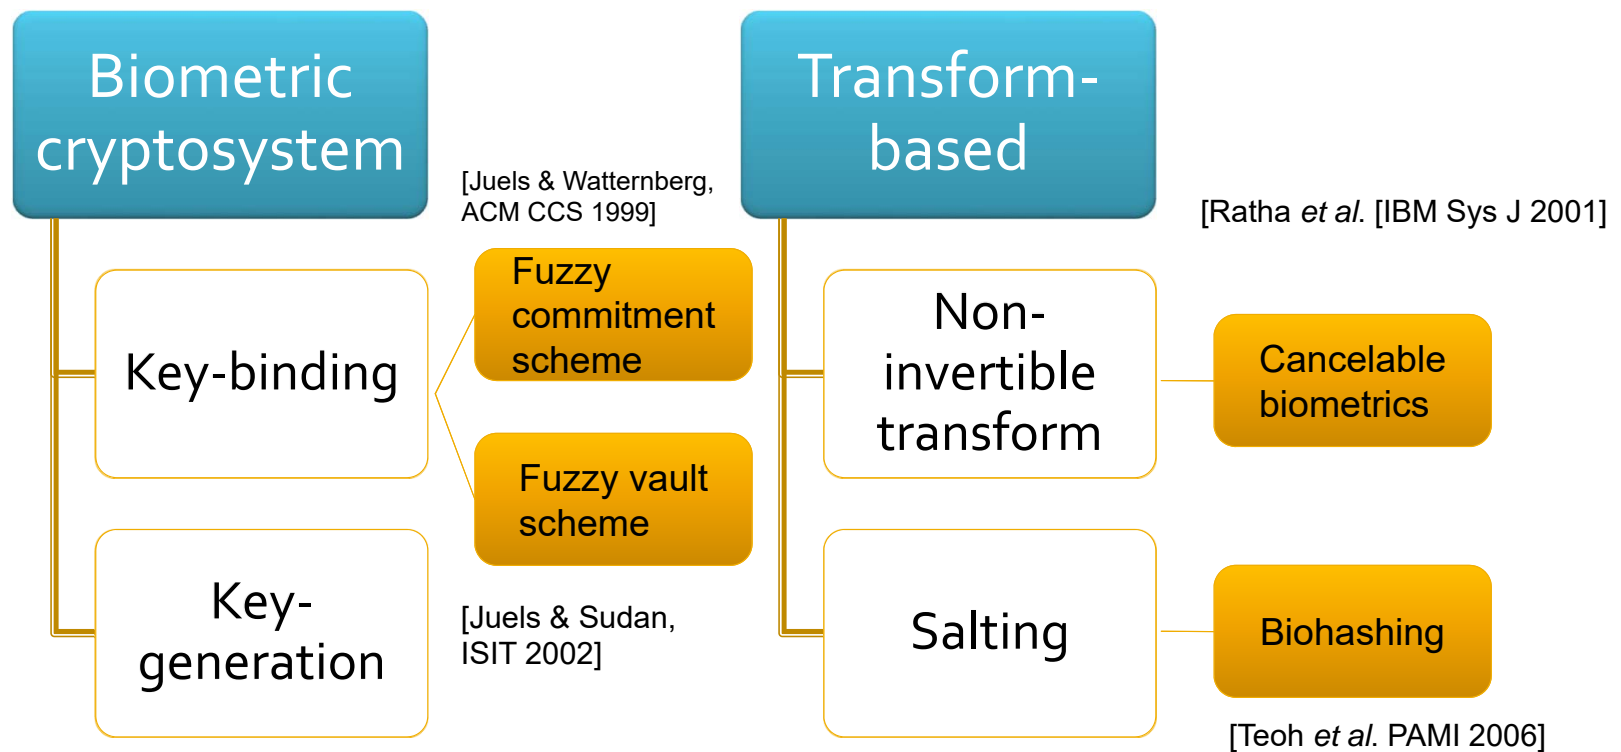 Biometric
cryptosystem
[Juels & Watternberg,
ACM CCS 1999]
Key-binding
Fuzzy
commitment
scheme
Fuzzy vault
scheme
Key-
generation
[Juels & Sudan,
ISIT 2002]
Transform-
based
[Ratha et al. [IBM Sys J 2001]
Non-
invertible
transform
Cancelable
biometrics
Salting
Biohashing
[Teoh et al. PAMI 2006]